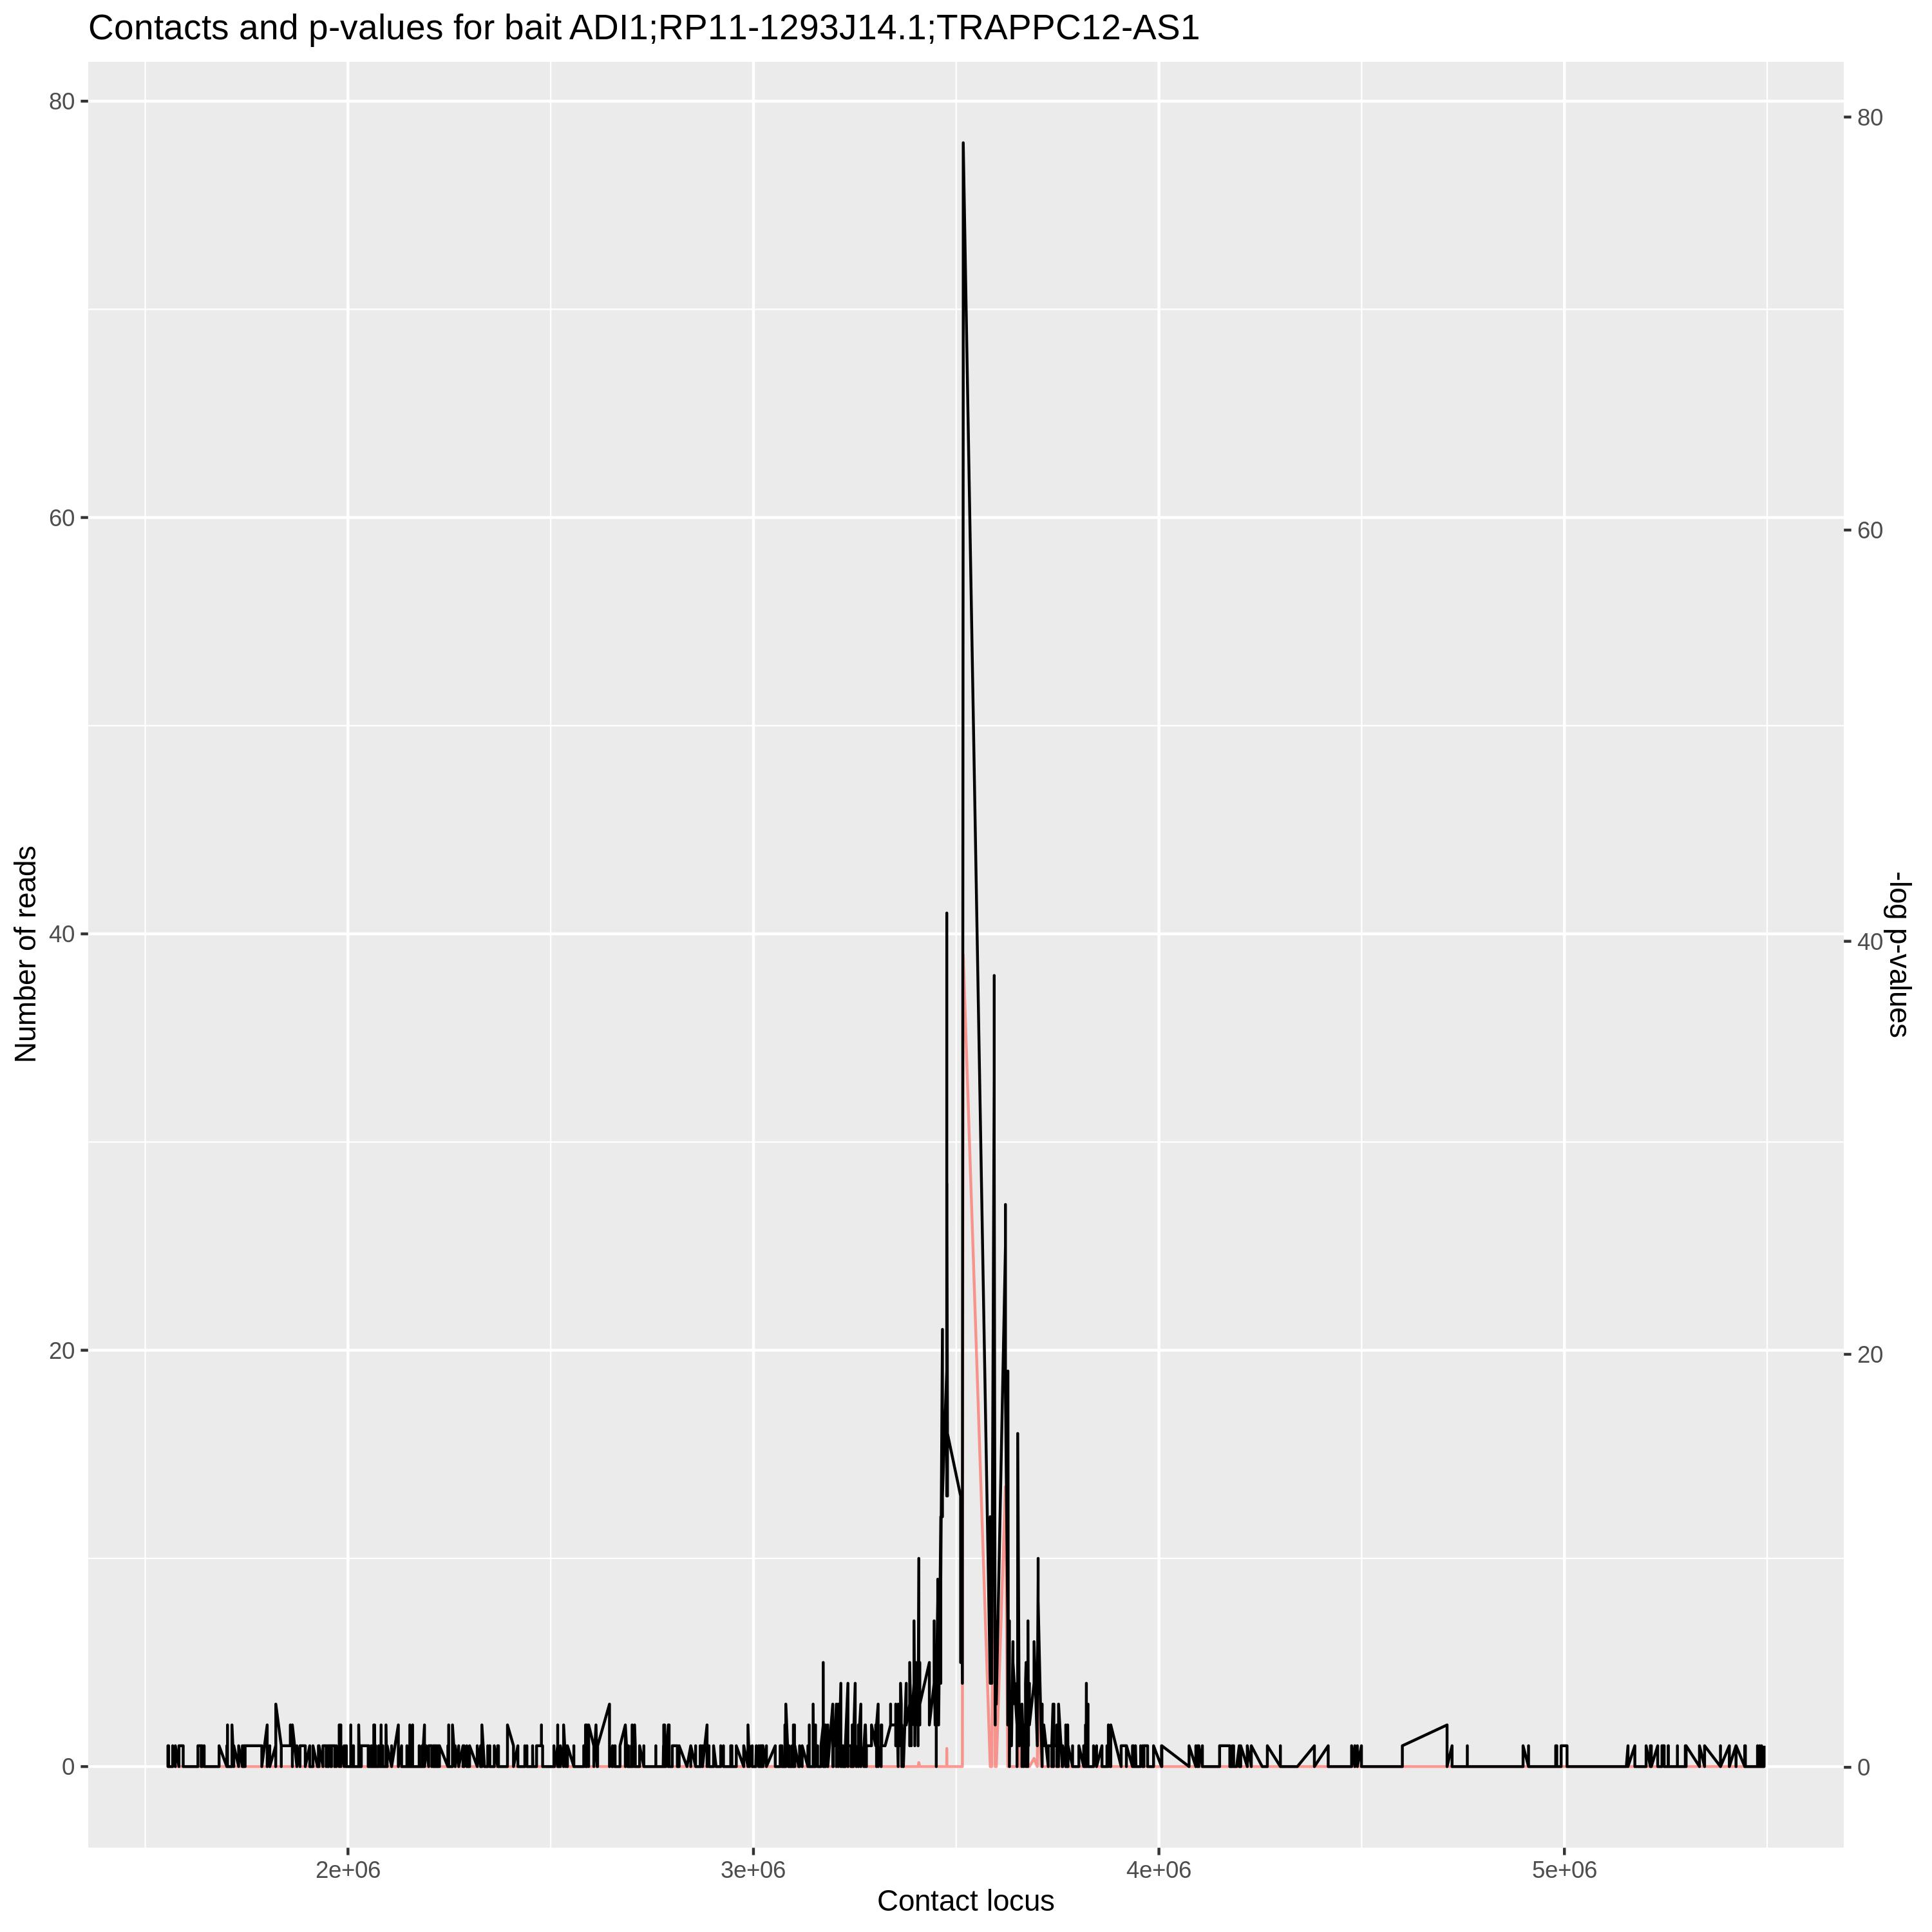 Contacts and p-values for bait ADI1;RP11-1293J14.1;TRAPPC12-AS1
80
60
40
20
0
Number of reads
80
60
40
20
0
-log p-values
2e+06
3e+06
4e+06
5e+06
Contact locus